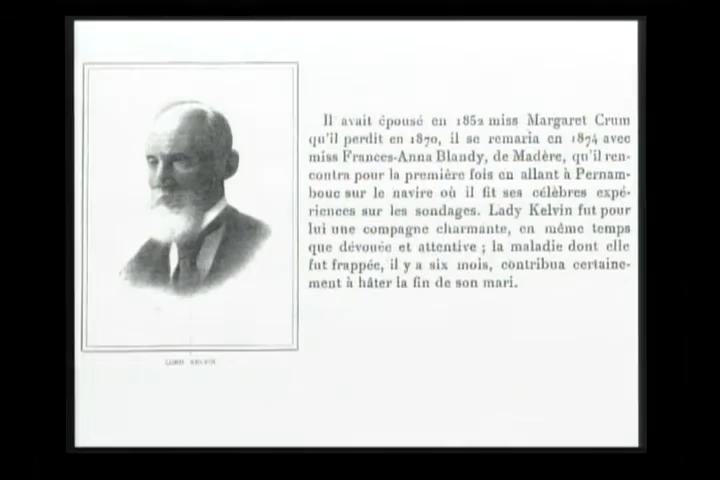 Il avait épousé en 1852 miss Margaret Crum
qu'il perdit en 1870, il se remaria en 1874 avec
miss Frances-Anna Blandy, de Madère, qu'il ren-
contra pour la première fois en allant à Pernam-
bouc sur le navire où il fit ses célèbres expé-
riences sur les sondages. Lady Kelvin fut pour
lui une compagne charmante, en même temps
que dévouée et attentive ; la maladie dont elle
fut frappée, il y a six mois, contribua certaine-
ment à hâter la fin de son mari.
LORD KELVIN